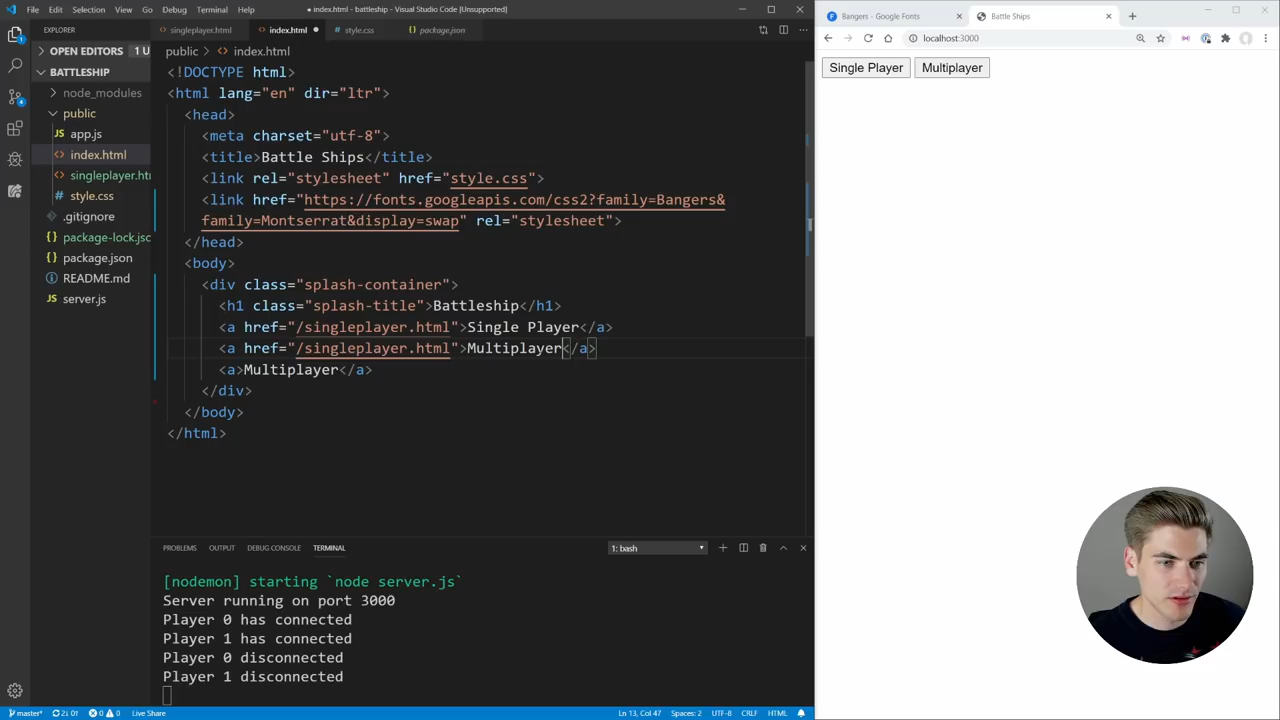 File Edit Selection View Go Debug Terminal Help
● index.html - battleship - Visual Studio Code [Unsupported]
Bangers - Google Fonts
Battle Ships
EXPLORER
singleplayer.html
index.html
style.css
package.json
localhost:3000
OPEN EDITORS 1 U
public > index.html
Single Player
Multiplayer
BATTLESHIP
node_modules
public
app.js
index.html
singleplayer.htr
style.css
.gitignore
package-lock.jsc
package.json
README.md
server.js
<!DOCTYPE html>
<html lang="en" dir="ltr">
<head>
<meta charset="utf-8">
<title>Battle Ships</title>
<link rel="stylesheet" href="style.css">
<link href="https://fonts.googleapis.com/css2?family=Bangers&
family=Montserrat&display=swap" rel="stylesheet">
</head>
<body>
<div class="splash-container">
<h1 class="splash-title">Battleship</h1>
<a href="/singleplayer.html">Single Player</a>
<a href="/singleplayer.html">Multiplayer</a>
<a>Multiplayer</a>
</div>
</body>
</html>
PROBLEMS OUTPUT DEBUG CONSOLE TERMINAL
1: bash
[nodemon] starting `node server.js`
Server running on port 3000
Player 0 has connected
Player 1 has connected
Player 0 disconnected
Player 1 disconnected
master* 2↓ 0↑ 0 0 Live Share
Ln 13, Col 47 Spaces: 2 UTF-8 CRLF HTML